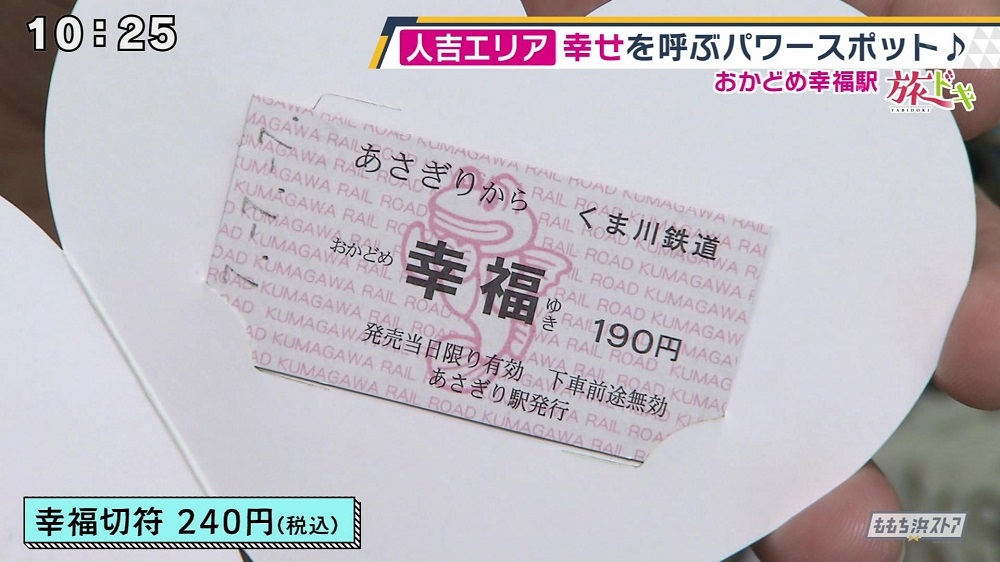 10:25
人吉エリア 幸せを呼ぶパワースポット♪
おかどめ幸福駅
旅ドキ
TABIDOKI
KUMAGAWA RAIL ROAD
あさぎりから
くま川鉄道
おかどめ 幸福 ゆき
190円
発売当日限り有効 下車前途無効
あさぎり駅発行
幸福切符 240円(税込)
ももち浜ストア